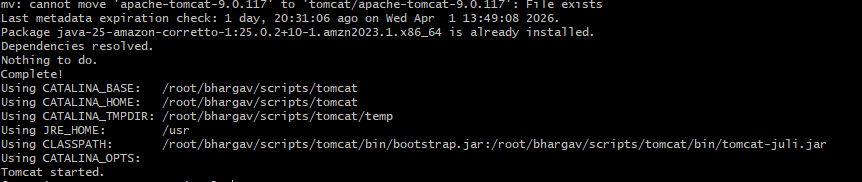 mv: cannot move 'apache-tomcat-9.0.117' to 'tomcat/apache-tomcat-9.0.117': File exists
Last metadata expiration check: 1 day, 20:31:06 ago on Wed Apr  1 13:49:08 2026.
Package java-25-amazon-corretto-1:25.0.2+10-1.amzn2023.1.x86_64 is already installed.
Dependencies resolved.
Nothing to do.
Complete!
Using CATALINA_BASE:   /root/bhargav/scripts/tomcat
Using CATALINA_HOME:   /root/bhargav/scripts/tomcat
Using CATALINA_TMPDIR: /root/bhargav/scripts/tomcat/temp
Using JRE_HOME:        /usr
Using CLASSPATH:       /root/bhargav/scripts/tomcat/bin/bootstrap.jar:/root/bhargav/scripts/tomcat/bin/tomcat-juli.jar
Using CATALINA_OPTS:
Tomcat started.